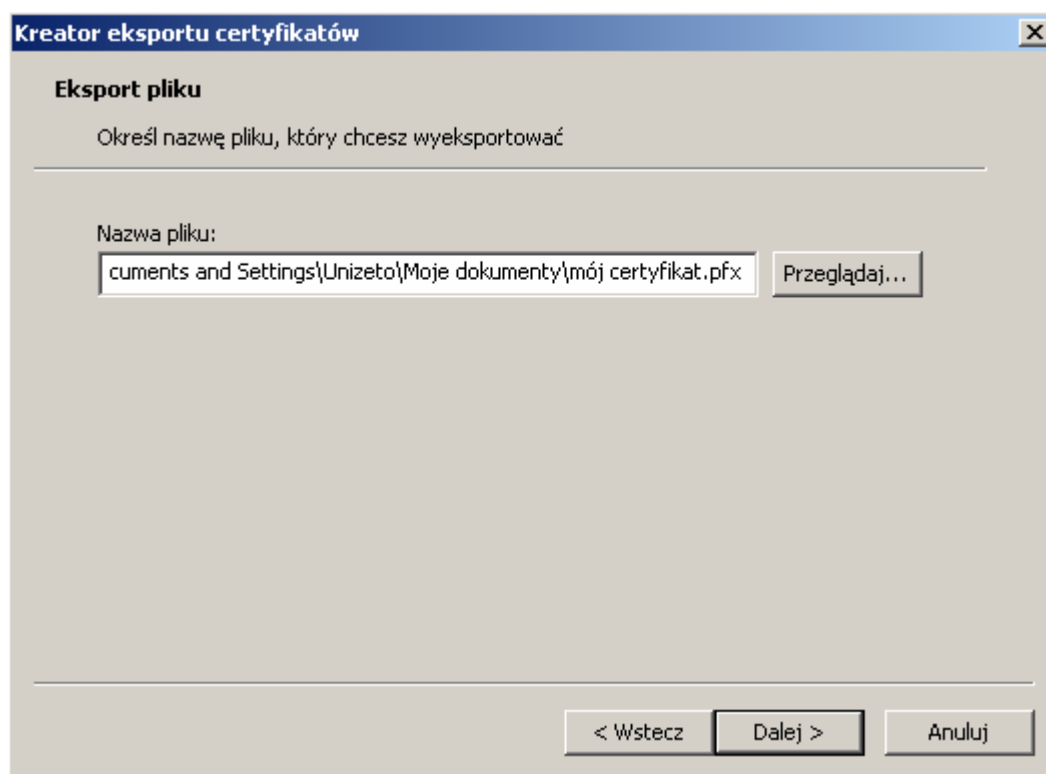 Kreator eksportu certyfikatów
Eksport pliku
Określ nazwę pliku, który chcesz wyeksportować
Nazwa pliku:
cuments and Settings\Unizeto\Moje dokumenty\mój certyfikat.pfx
Przeglądaj...
< Wstecz
Dalej >
Anuluj